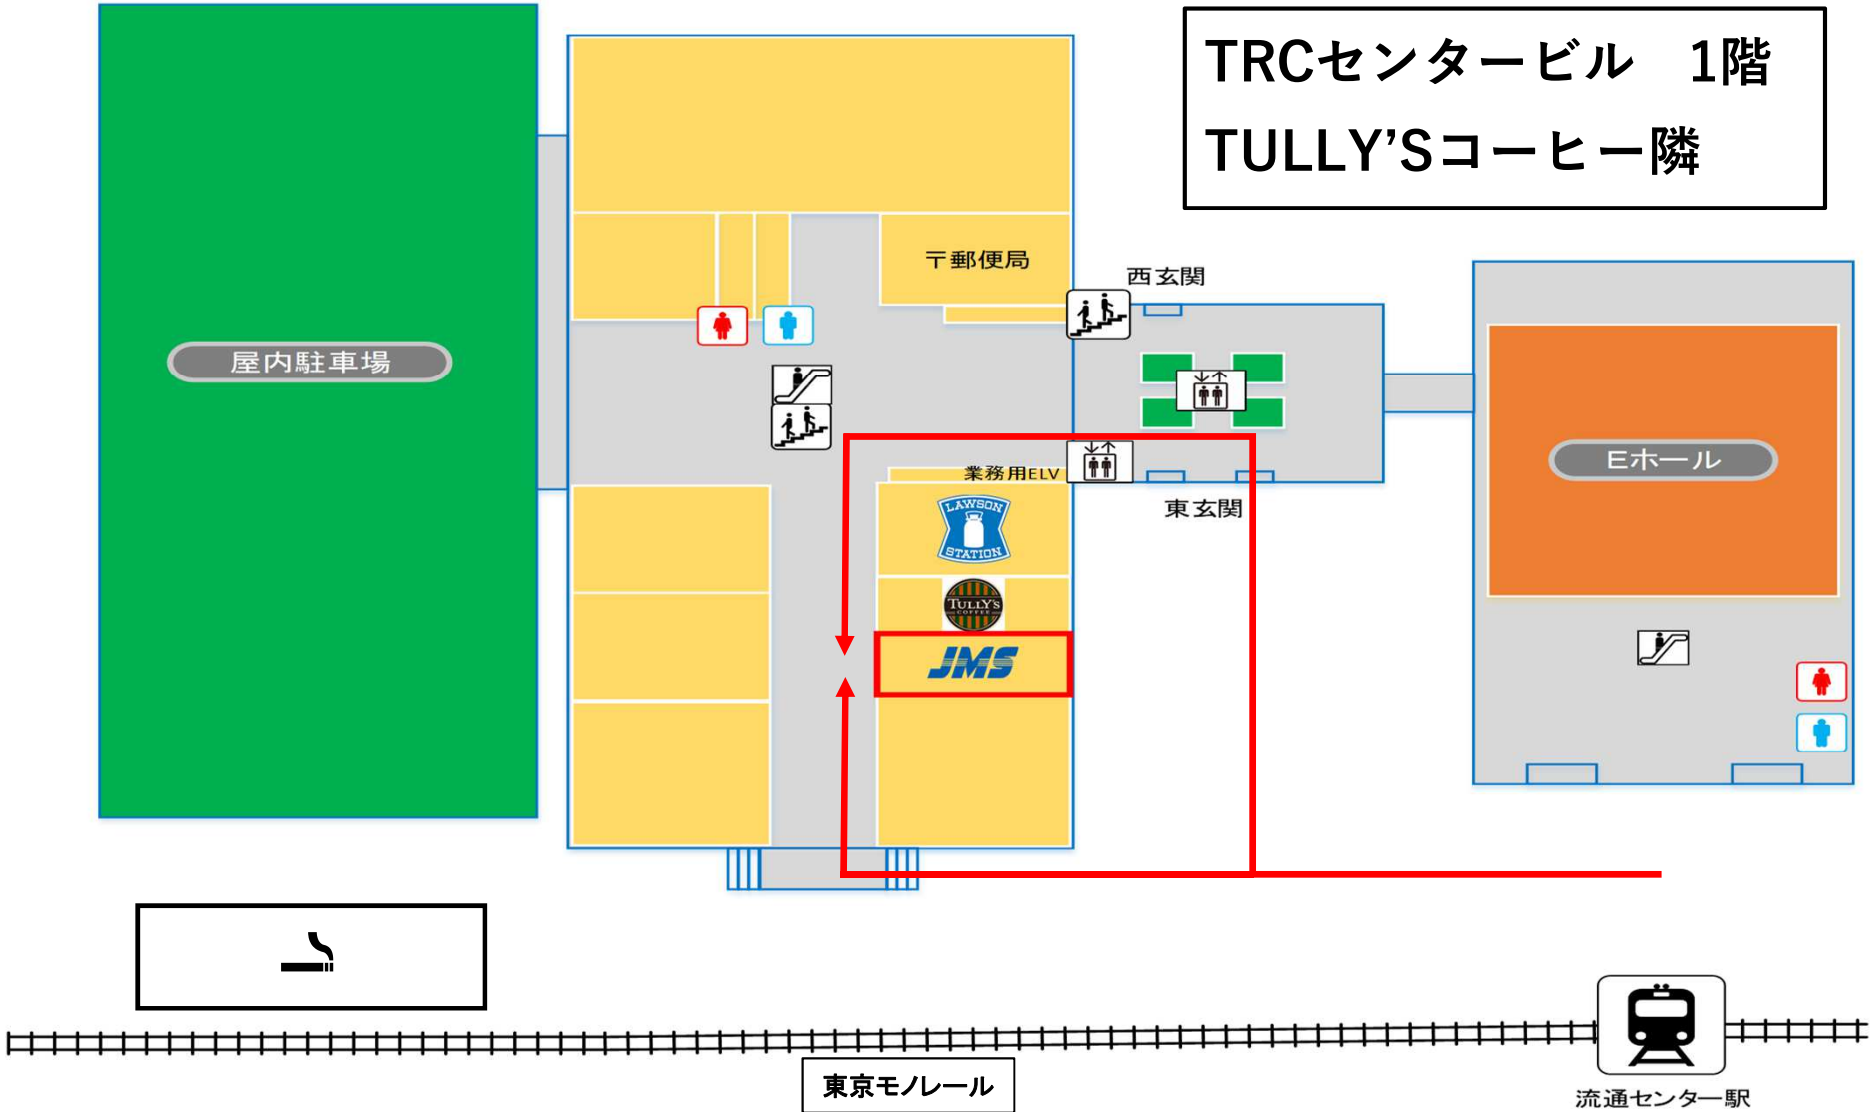 TRCセンタービル　1階
TULLY’Sコーヒー隣
〒郵便局
西玄関
屋内駐車場
Eホール
業務用ELV
東玄関
LAWSON
STATION
TULLY'S
COFFEE
JMS
東京モノレール
流通センター駅